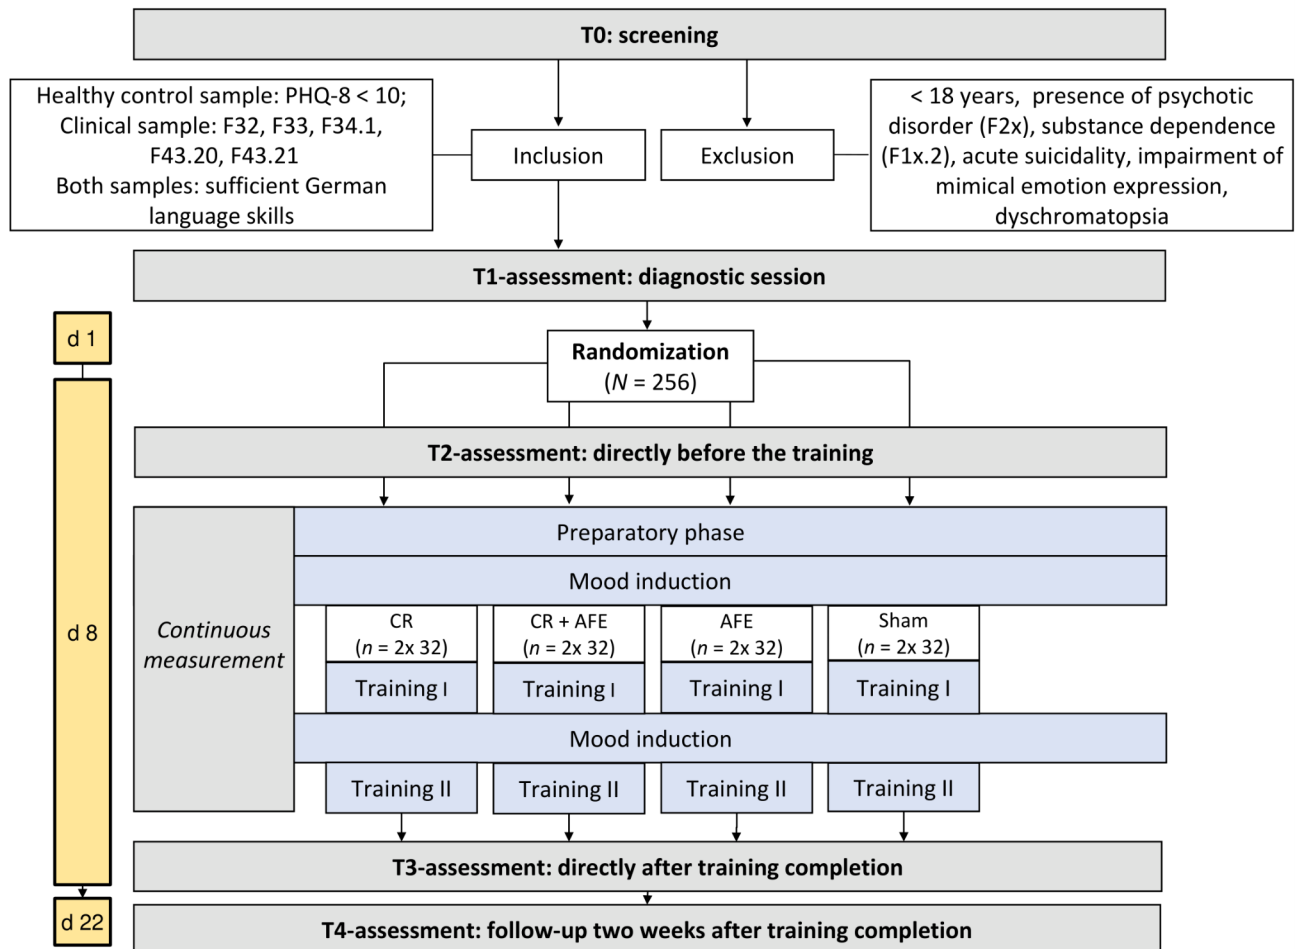 T0: screening
Healthy control sample: PHQ-8 < 10;
Clinical sample: F32, F33, F34.1,
F43.20, F43.21
Both samples: sufficient German
language skills
Inclusion
Exclusion
< 18 years, presence of psychotic
disorder (F2x), substance dependence
(F1x.2), acute suicidality, impairment of
mimical emotion expression,
dyschromatopsia
T1-assessment: diagnostic session
d 1
Randomization
(N = 256)
T2-assessment: directly before the training
d 8
Continuous
measurement
Preparatory phase
Mood induction
CR
(n = 2x 32)
CR + AFE
(n = 2x 32)
AFE
(n = 2x 32)
Sham
(n = 2x 32)
Training I
Training I
Training I
Training I
Mood induction
Training II
Training II
Training II
Training II
T3-assessment: directly after training completion
d 22
T4-assessment: follow-up two weeks after training completion